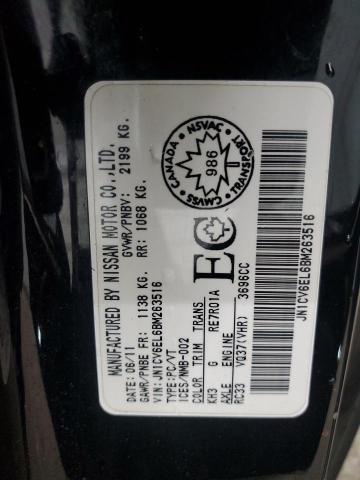 MANUFACTURED BY NISSAN MOTOR CO.,LTD.
DATE: 06/11 GVWR/PNBV: 2199 KG.
GAWR/PNBE FR: 1138 KG. RR: 1068 KG.
VIN: JN1CV6EL6BM263516
TYPE:PC/VT
ICES/NMB-002
COLOR TRIM TRANS
KH3 G RE7R01A
AXLE ENGINE
RC33 VQ37(VHR) 3696CC
EC
NSVAC
CANADA
986
TRANSPORT
CMVSS
JN1CV6EL6BM263516